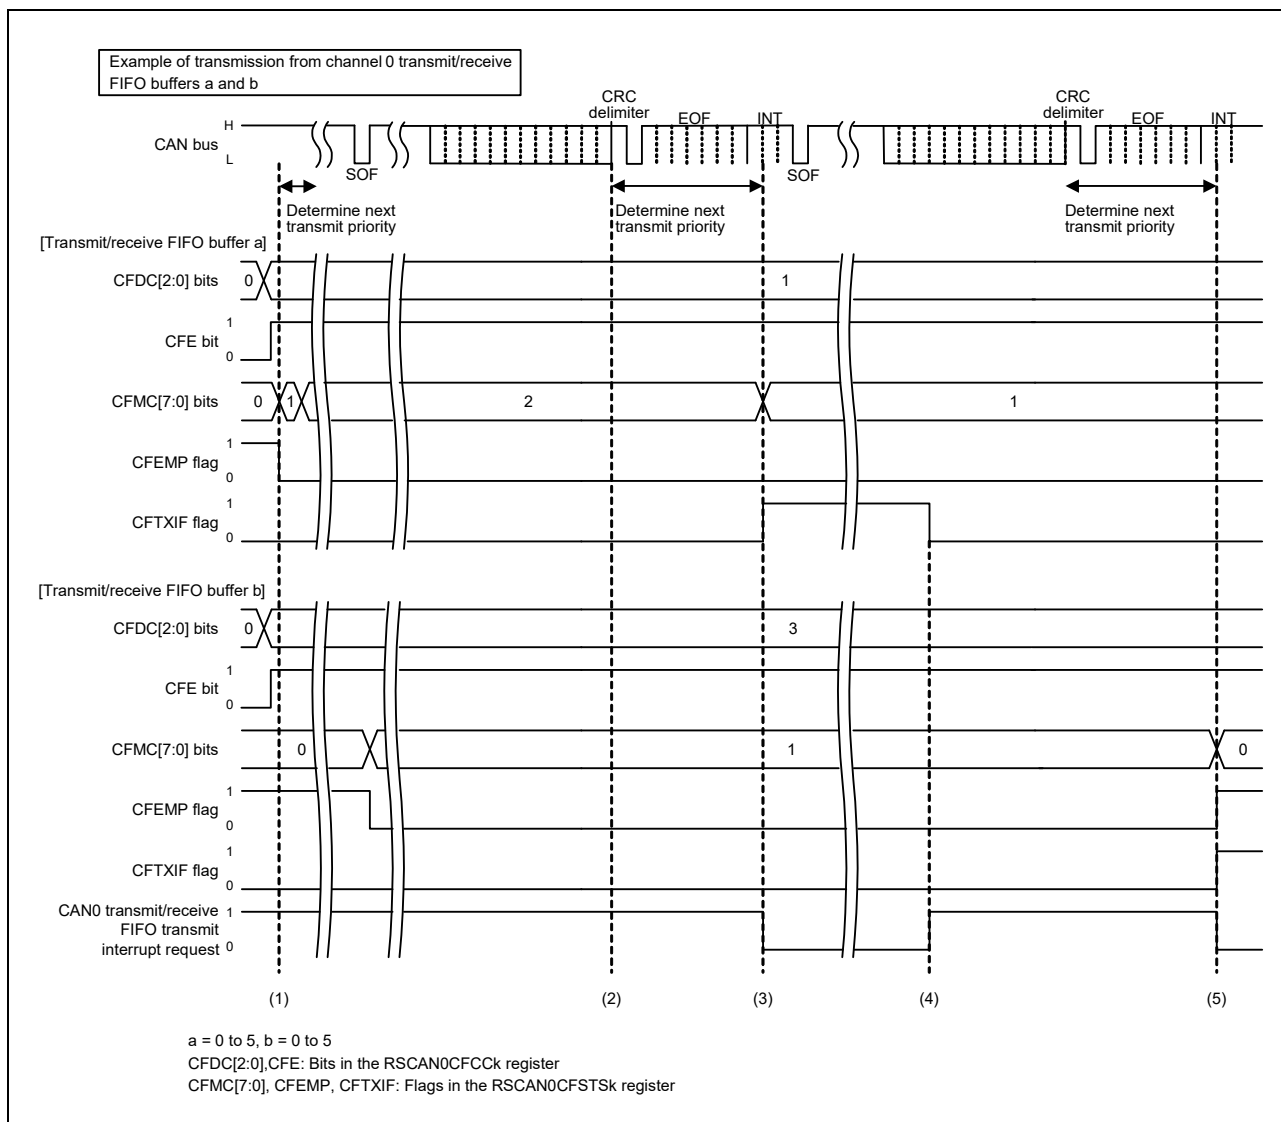 Example of transmission from channel 0 transmit/receive
FIFO buffers a and b
CRC
delimiter
EOF
INT
CRC
delimiter
EOF
INT
H
CAN bus
L
SOF
SOF
Determine next
transmit priority
Determine next
transmit priority
Determine next
transmit priority
[Transmit/receive FIFO buffer a]
CFDC[2:0] bits
0
1
CFE bit
1
0
CFMC[7:0] bits
0
1
2
1
CFEMP flag
1
0
CFTXIF flag
1
0
[Transmit/receive FIFO buffer b]
CFDC[2:0] bits
0
3
CFE bit
1
0
CFMC[7:0] bits
0
1
0
CFEMP flag
1
0
CFTXIF flag
1
0
CAN0 transmit/receive
FIFO transmit
interrupt request
1
0
(1)
(2)
(3)
(4)
(5)
a = 0 to 5, b = 0 to 5
CFDC[2:0],CFE: Bits in the RSCAN0CFCCk register
CFMC[7:0], CFEMP, CFTXIF: Flags in the RSCAN0CFSTSk register